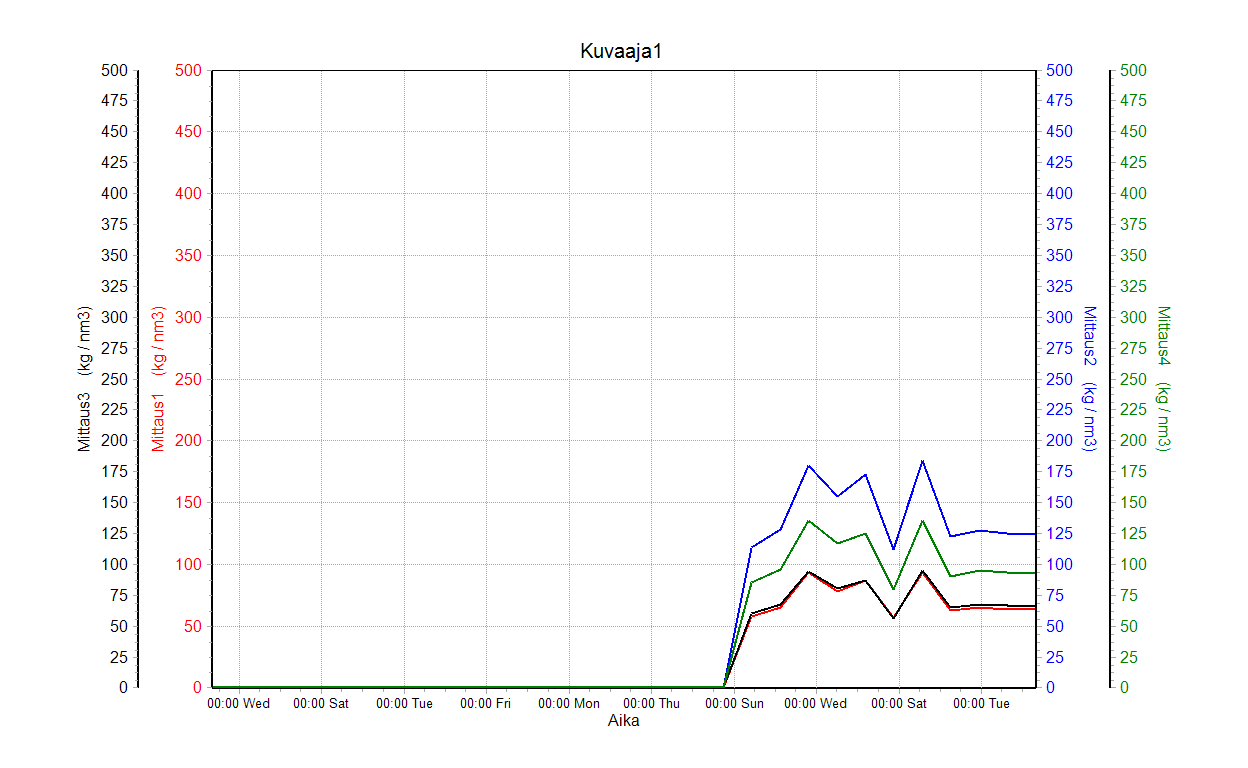 Kuvaaja1
500 500 500 500
475 475 475
450 450 450 450
425 425 425
400 400 400 400
375 375 375
350 350 350 350
325 325 325
300 300 300 300
275 275 275
250 250 250 250
225 225 225
200 200 200 200
175 175 175
150 150 150 150
125 125 125
100 100 100 100
75 75 75
50 50 50 50
25 25 25
0 0 0 0
Mittaus3 (kg / nm3)
Mittaus1 (kg / nm3)
Mittaus2 (kg / nm3)
Mittaus4 (kg / nm3)
00:00 Wed 00:00 Sat 00:00 Tue 00:00 Fri 00:00 Mon 00:00 Thu 00:00 Sun 00:00 Wed 00:00 Sat 00:00 Tue
Aika